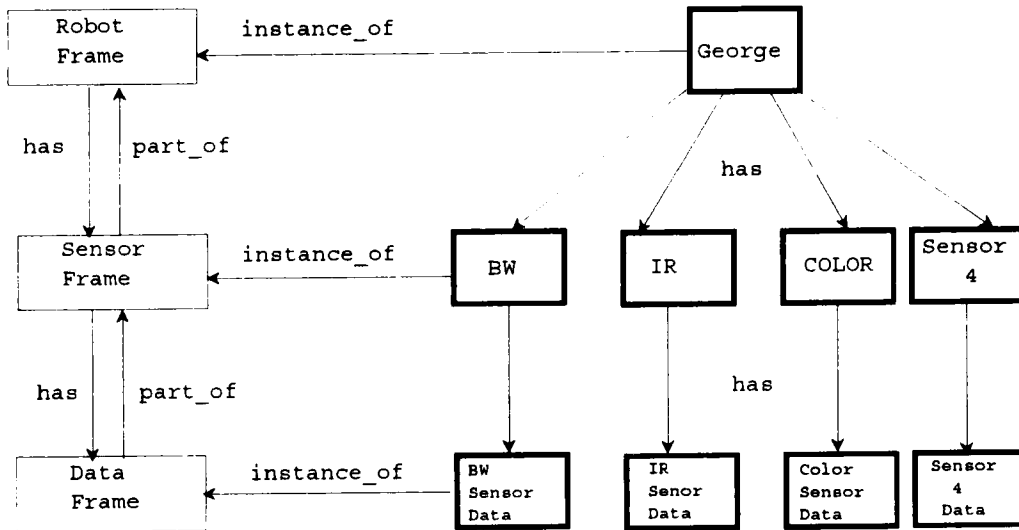 Robot
Frame
instance_of
George
has
part_of
has
Sensor
Frame
instance_of
BW
IR
COLOR
Sensor
4
has
part_of
has
Data
Frame
instance_of
BW
Sensor
Data
IR
Senor
Data
Color
Sensor
Data
Sensor
4
Data